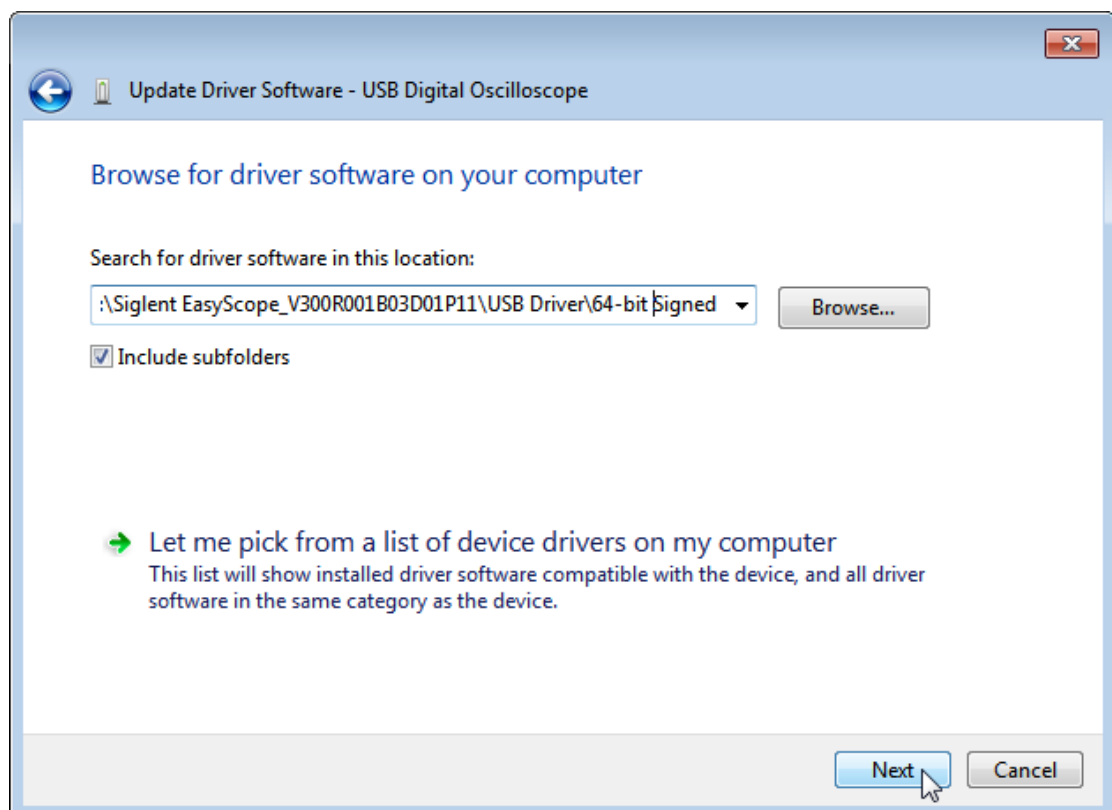 Update Driver Software - USB Digital Oscilloscope
Browse for driver software on your computer
Search for driver software in this location:
:\Siglent EasyScope_V300R001B03D01P11\USB Driver\64-bit Signed
Browse...
Include subfolders
Let me pick from a list of device drivers on my computer
This list will show installed driver software compatible with the device, and all driver
software in the same category as the device.
Next
Cancel